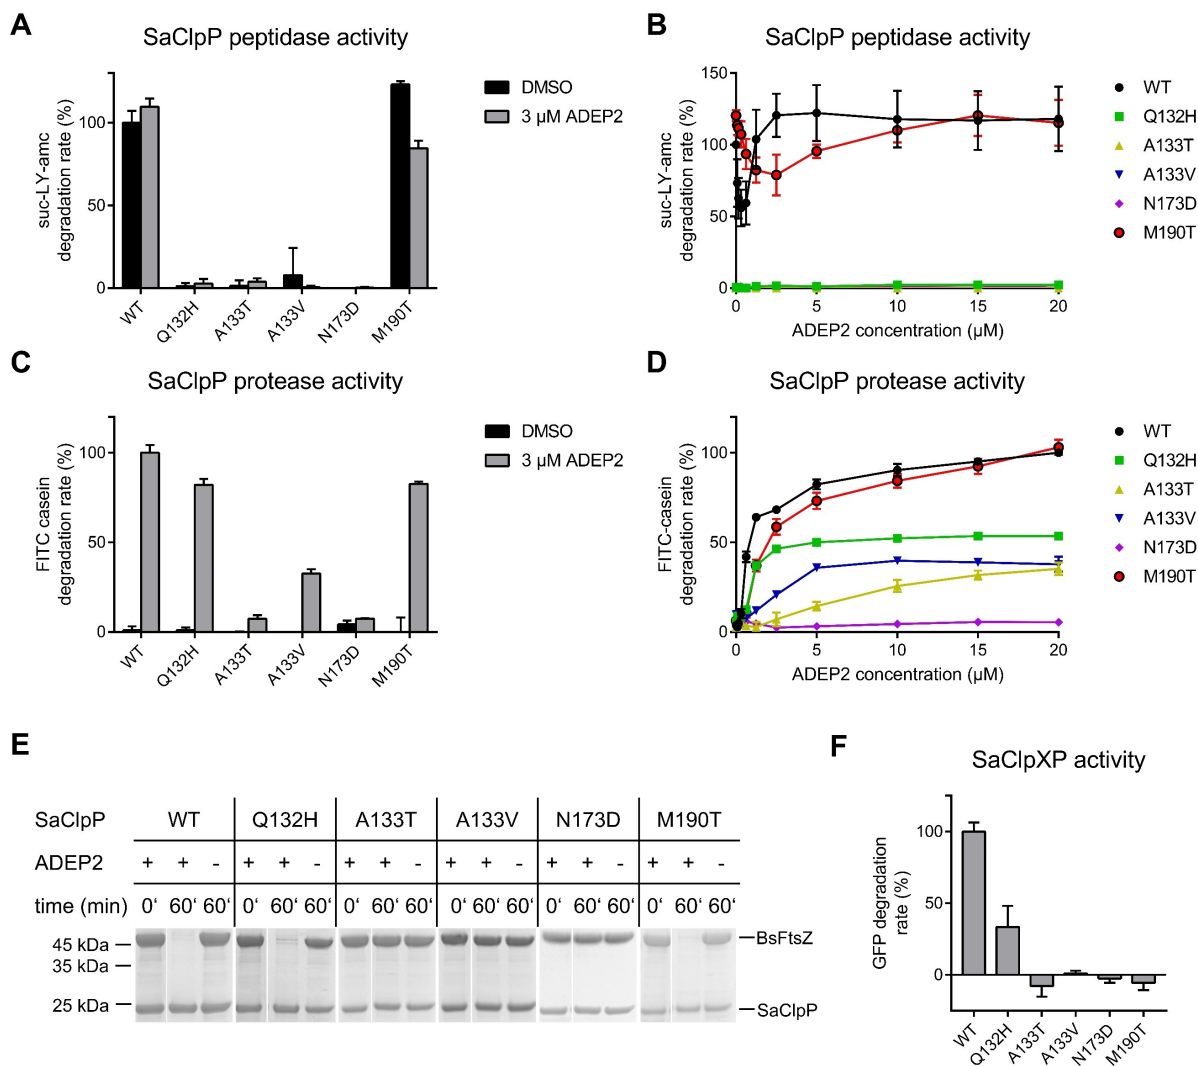 A
SaClpP peptidase activity
suc-LY-amc
degradation rate (%)
100
50
0
WT
Q132H
A133T
A133V
N173D
M190T
DMSO
3 µM ADEP2
B
SaClpP peptidase activity
suc-LY-amc
degradation rate (%)
150
100
50
0
0
5
10
15
20
ADEP2 concentration (µM)
WT
Q132H
A133T
A133V
N173D
M190T
C
SaClpP protease activity
FITC casein
degradation rate (%)
100
50
0
WT
Q132H
A133T
A133V
N173D
M190T
DMSO
3 µM ADEP2
D
SaClpP protease activity
FITC-casein
degradation rate (%)
100
50
0
0
5
10
15
20
ADEP2 concentration (µM)
WT
Q132H
A133T
A133V
N173D
M190T
E
SaClpP WT Q132H A133T A133V N173D M190T
ADEP2 + + - + + - + + - + + - + + - + + -
time (min) 0‘ 60‘ 60‘ 0‘ 60‘ 60‘ 0‘ 60‘ 60‘ 0‘ 60‘ 60‘ 0‘ 60‘ 60‘ 0‘ 60‘ 60‘
45 kDa
35 kDa
25 kDa
BsFtsZ
SaClpP
F
SaClpXP activity
GFP degradation
rate (%)
100
50
0
WT
Q132H
A133T
A133V
N173D
M190T